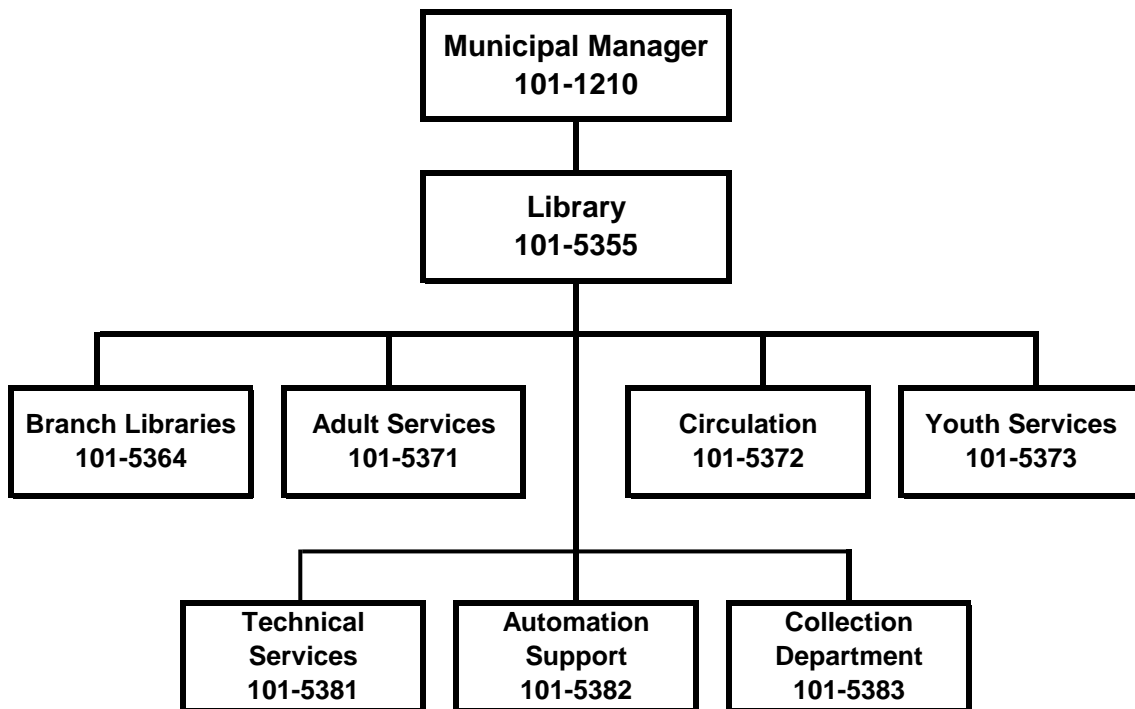 Municipal Manager
101-1210
Library
101-5355
Branch Libraries
101-5364
Adult Services
101-5371
Circulation
101-5372
Youth Services
101-5373
Technical
Services
101-5381
Automation
Support
101-5382
Collection
Department
101-5383